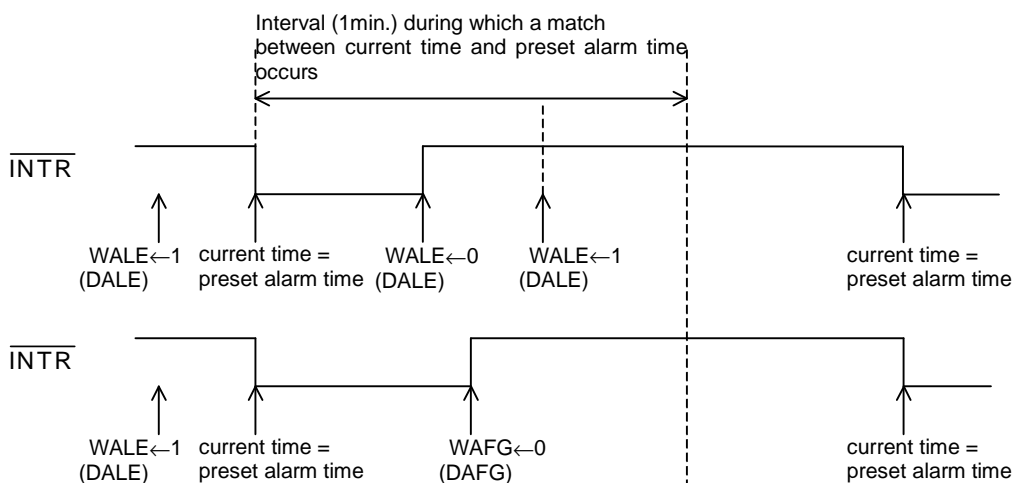 Interval (1min.) during which a match
between current time and preset alarm time
occurs
INTR
WALE←1
(DALE)
current time =
preset alarm time
WALE←0
(DALE)
WALE←1
(DALE)
current time =
preset alarm time
INTR
WALE←1
(DALE)
current time =
preset alarm time
WAFG←0
(DAFG)
current time =
preset alarm time